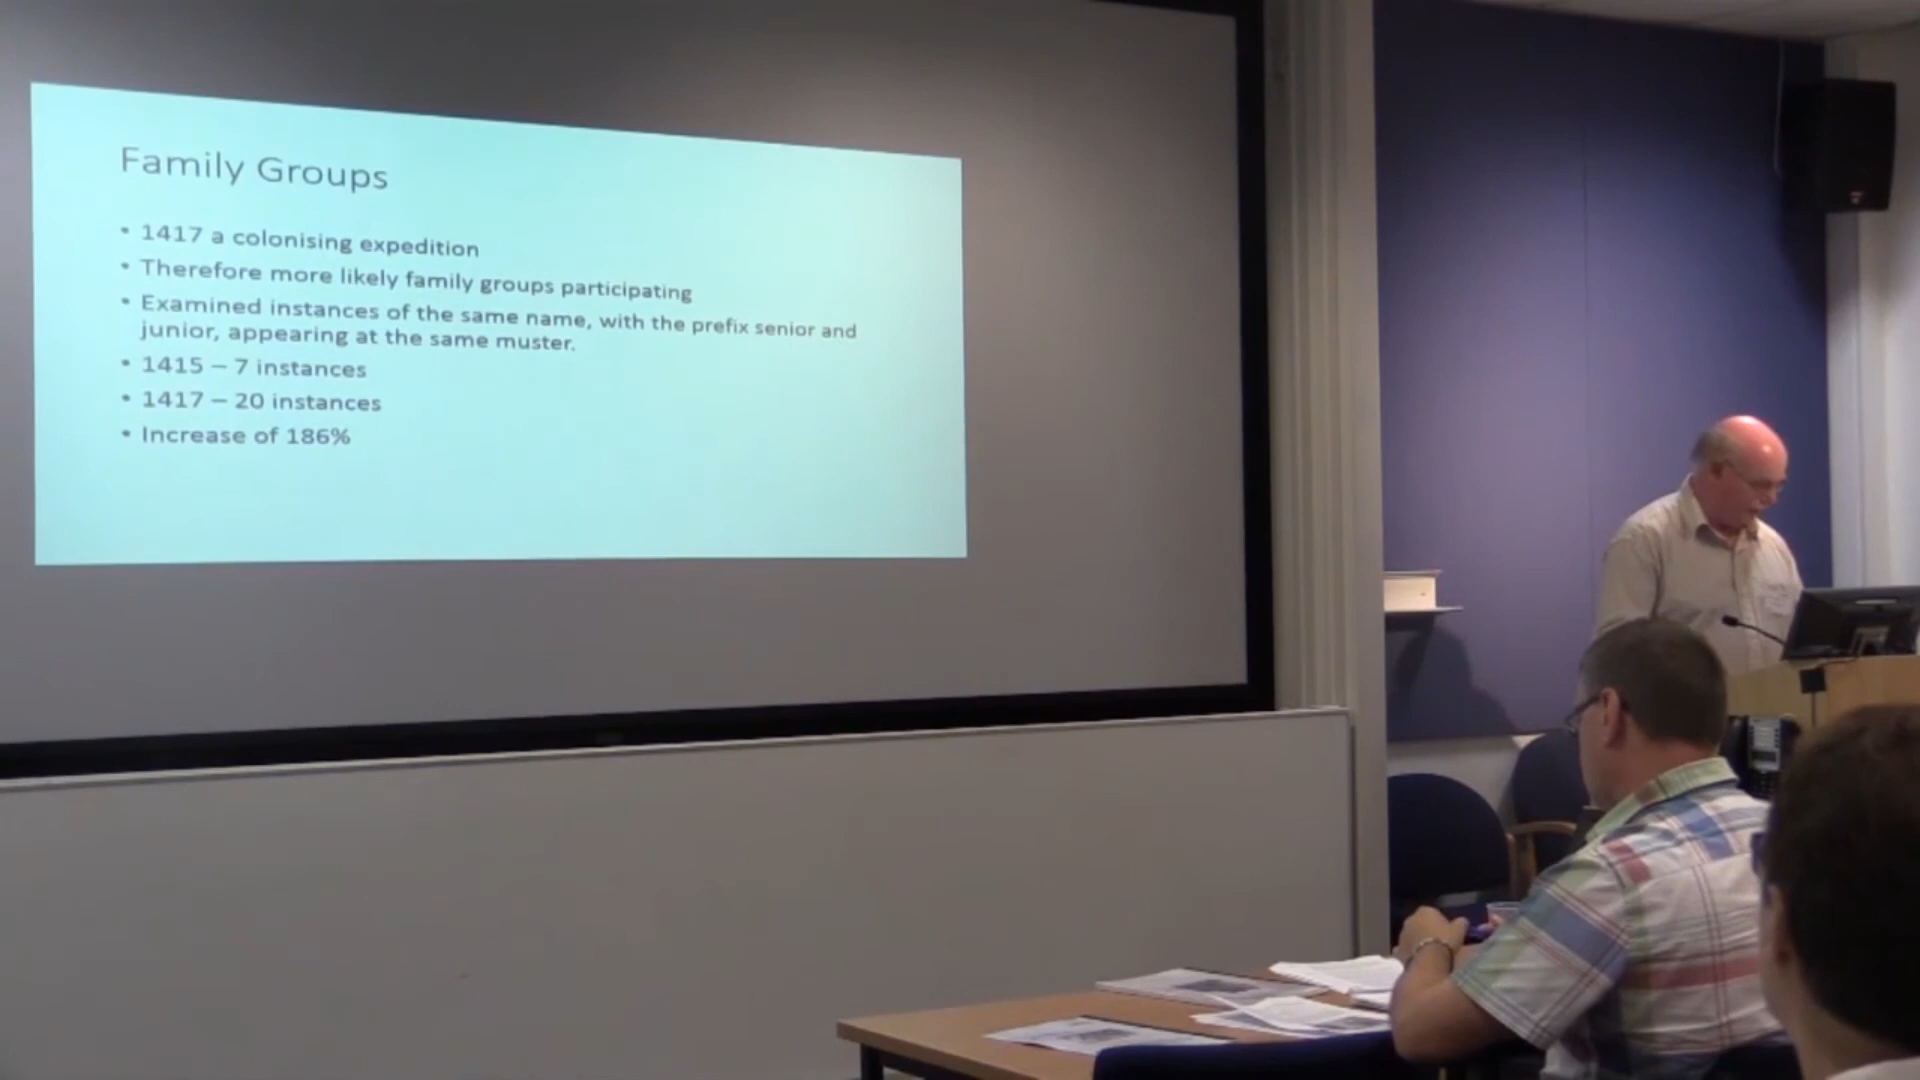 Family Groups
• 1417 a colonising expedition
• Therefore more likely family groups participating
• Examined instances of the same name, with the prefix senior and
junior, appearing at the same muster.
• 1415 – 7 instances
• 1417 – 20 instances
• Increase of 186%